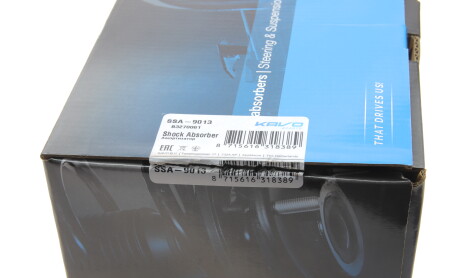 absorbers | Steering & Suspension
THAT DRIVES US!
SSA-9013
KAVO
Shock Absorber
EAC
8 715616 318389
SSA-9013
8 715616 318389